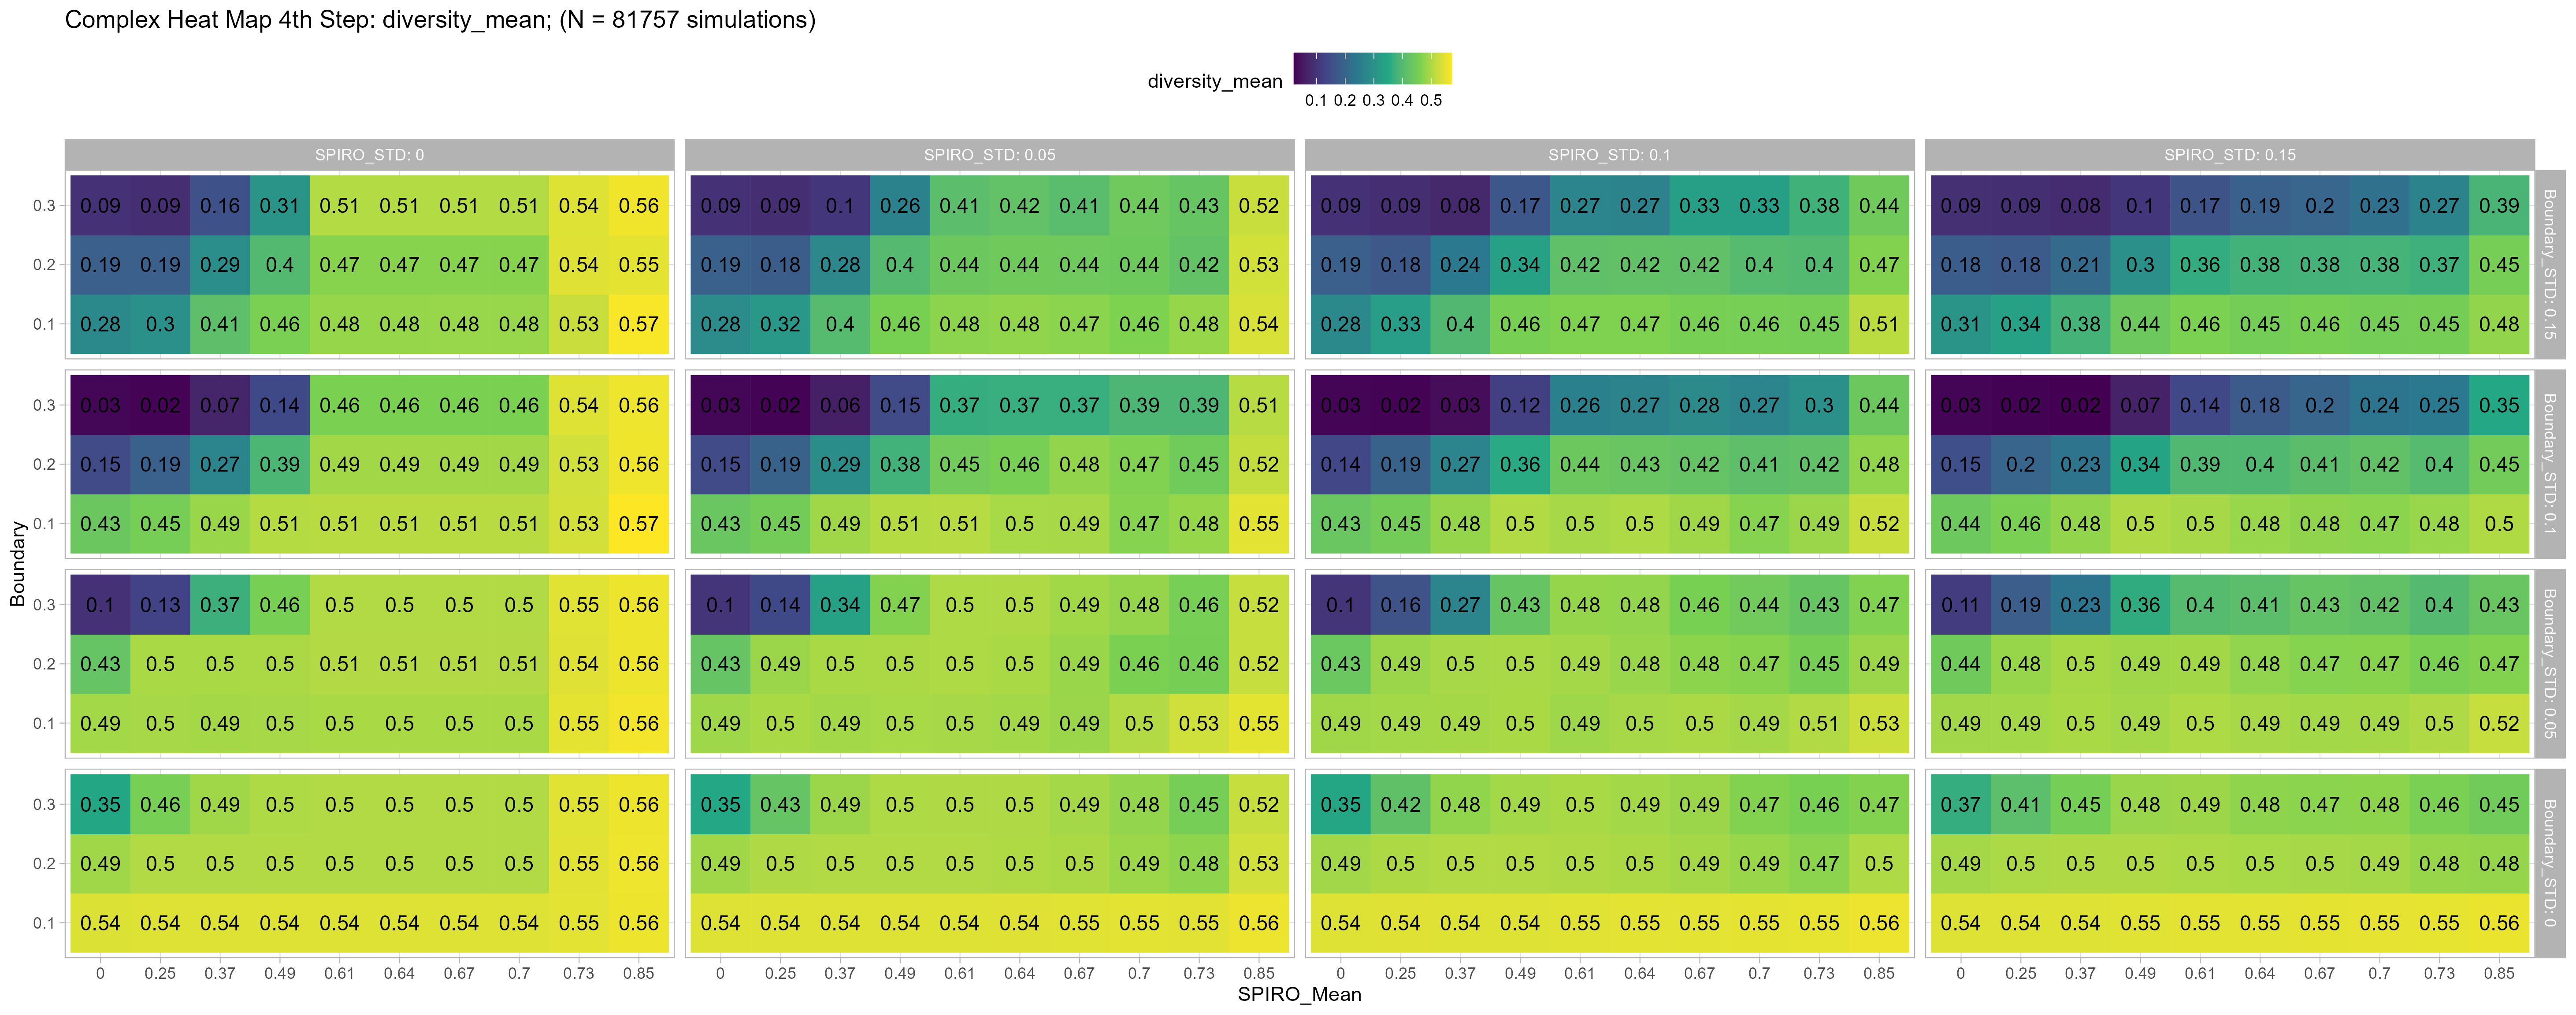 Complex Heat Map 4th Step: diversity_mean; (N = 81757 simulations)
diversity_mean
0.1 0.2 0.3 0.4 0.5
SPIRO_STD: 0 SPIRO_STD: 0.05 SPIRO_STD: 0.1 SPIRO_STD: 0.15
0.3 0.09 0.09 0.16 0.31 0.51 0.51 0.51 0.51 0.54 0.56 0.09 0.09 0.1 0.26 0.41 0.42 0.41 0.44 0.43 0.52 0.09 0.09 0.08 0.17 0.27 0.27 0.33 0.33 0.38 0.44 0.09 0.09 0.08 0.1 0.17 0.19 0.2 0.23 0.27 0.39
0.2 0.19 0.19 0.29 0.4 0.47 0.47 0.47 0.47 0.54 0.55 0.19 0.18 0.28 0.4 0.44 0.44 0.44 0.44 0.42 0.53 0.19 0.18 0.24 0.34 0.42 0.42 0.42 0.4 0.4 0.47 0.18 0.18 0.21 0.3 0.36 0.38 0.38 0.38 0.37 0.45
0.1 0.28 0.3 0.41 0.46 0.48 0.48 0.48 0.48 0.53 0.57 0.28 0.32 0.4 0.46 0.48 0.48 0.47 0.46 0.48 0.54 0.28 0.33 0.4 0.46 0.47 0.47 0.46 0.46 0.45 0.51 0.31 0.34 0.38 0.44 0.46 0.45 0.46 0.45 0.45 0.48
Boundary_STD: 0.15
0.3 0.03 0.02 0.07 0.14 0.46 0.46 0.46 0.46 0.54 0.56 0.03 0.02 0.06 0.15 0.37 0.37 0.37 0.39 0.39 0.51 0.03 0.02 0.03 0.12 0.26 0.27 0.28 0.27 0.3 0.44 0.03 0.02 0.02 0.07 0.14 0.18 0.2 0.24 0.25 0.35
0.2 0.15 0.19 0.27 0.39 0.49 0.49 0.49 0.49 0.53 0.56 0.15 0.19 0.29 0.38 0.45 0.46 0.48 0.47 0.45 0.52 0.14 0.19 0.27 0.36 0.44 0.43 0.42 0.41 0.42 0.48 0.15 0.2 0.23 0.34 0.39 0.4 0.41 0.42 0.4 0.45
0.1 0.43 0.45 0.49 0.51 0.51 0.51 0.51 0.51 0.53 0.57 0.43 0.45 0.49 0.51 0.51 0.5 0.49 0.47 0.48 0.55 0.43 0.45 0.48 0.5 0.5 0.5 0.49 0.47 0.49 0.52 0.44 0.46 0.48 0.5 0.5 0.48 0.48 0.47 0.48 0.5
Boundary_STD: 0.1
Boundary
0.3 0.1 0.13 0.37 0.46 0.5 0.5 0.5 0.5 0.55 0.56 0.1 0.14 0.34 0.47 0.5 0.5 0.49 0.48 0.46 0.52 0.1 0.16 0.27 0.43 0.48 0.48 0.46 0.44 0.43 0.47 0.11 0.19 0.23 0.36 0.4 0.41 0.43 0.42 0.4 0.43
0.2 0.43 0.5 0.5 0.5 0.51 0.51 0.51 0.51 0.54 0.56 0.43 0.49 0.5 0.5 0.5 0.5 0.49 0.46 0.46 0.52 0.43 0.49 0.5 0.5 0.49 0.48 0.48 0.47 0.45 0.49 0.44 0.48 0.5 0.49 0.49 0.48 0.47 0.47 0.46 0.47
0.1 0.49 0.5 0.49 0.5 0.5 0.5 0.5 0.5 0.55 0.56 0.49 0.5 0.49 0.5 0.5 0.49 0.49 0.5 0.53 0.55 0.49 0.49 0.49 0.5 0.49 0.5 0.5 0.49 0.51 0.53 0.49 0.49 0.5 0.49 0.5 0.49 0.49 0.49 0.5 0.52
Boundary_STD: 0.05
0.3 0.35 0.46 0.49 0.5 0.5 0.5 0.5 0.5 0.55 0.56 0.35 0.43 0.49 0.5 0.5 0.5 0.49 0.48 0.45 0.52 0.35 0.42 0.48 0.49 0.5 0.49 0.49 0.47 0.46 0.47 0.37 0.41 0.45 0.48 0.49 0.48 0.47 0.48 0.46 0.45
0.2 0.49 0.5 0.5 0.5 0.5 0.5 0.5 0.5 0.55 0.56 0.49 0.5 0.5 0.5 0.5 0.5 0.5 0.49 0.48 0.53 0.49 0.5 0.5 0.5 0.5 0.5 0.49 0.49 0.47 0.5 0.49 0.5 0.5 0.5 0.5 0.5 0.5 0.49 0.48 0.48
0.1 0.54 0.54 0.54 0.54 0.54 0.54 0.54 0.54 0.55 0.56 0.54 0.54 0.54 0.54 0.54 0.54 0.55 0.55 0.55 0.56 0.54 0.54 0.54 0.54 0.55 0.55 0.55 0.55 0.55 0.56 0.54 0.54 0.54 0.55 0.55 0.55 0.55 0.55 0.55 0.56
Boundary_STD: 0
0 0.25 0.37 0.49 0.61 0.64 0.67 0.7 0.73 0.85 0 0.25 0.37 0.49 0.61 0.64 0.67 0.7 0.73 0.85 0 0.25 0.37 0.49 0.61 0.64 0.67 0.7 0.73 0.85 0 0.25 0.37 0.49 0.61 0.64 0.67 0.7 0.73 0.85
SPIRO_Mean